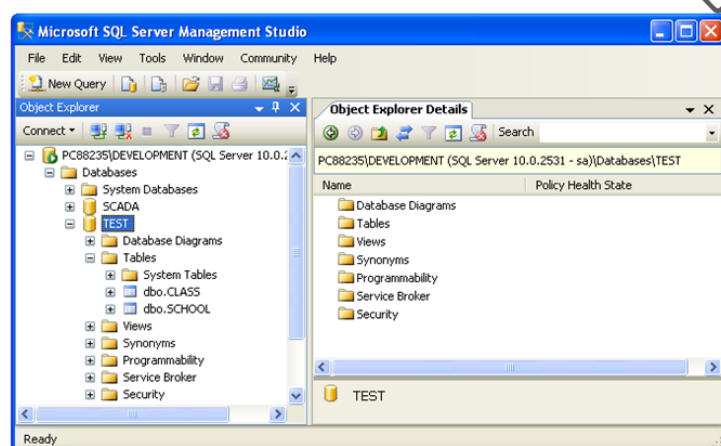 Microsoft SQL Server Management Studio
File Edit View Tools Window Community Help
New Query
Object Explorer
Connect
PC88235\DEVELOPMENT (SQL Server 10.0.2
Databases
System Databases
SCADA
TEST
Database Diagrams
Tables
System Tables
dbo.CLASS
dbo.SCHOOL
Views
Synonyms
Programmability
Service Broker
Security
Object Explorer Details
Search
PC88235\DEVELOPMENT (SQL Server 10.0.2531 - sa)\Databases\TEST
Name Policy Health State
Database Diagrams
Tables
Views
Synonyms
Programmability
Service Broker
Security
TEST
Ready